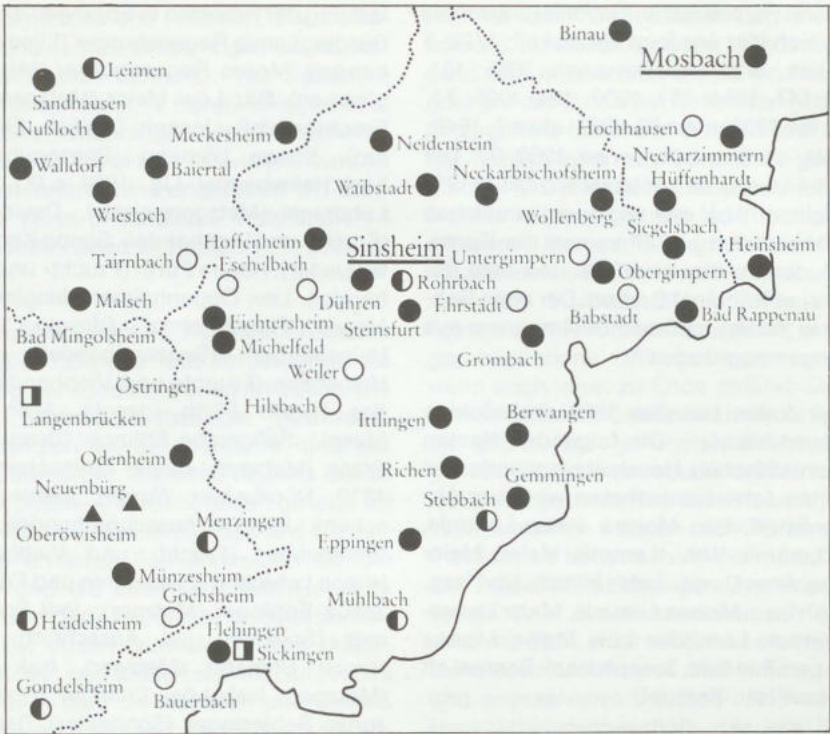 Binau
Mosbach
Leimen
Sandhausen
Nußloch
Meckesheim
Neidenstein
Hochhausen
Neckarzimmern
Walldorf
Baiertal
Waibstadt
Neckarbischofsheim
Hüffenhardt
Wiesloch
Wollenberg
Siegelsbach
Hoffenheim
Sinsheim
Untergimpern
Heinsheim
Tairnbach
Eschelbach
Rohrbach
Obergimpern
Malsch
Dühren
Ehrstädt
Babstadt
Eichtersheim
Steinsfurt
Bad Rappenau
Bad Mingolsheim
Michelfeld
Grombach
Östringen
Weiler
Langenbrücken
Hilsbach
Ittlingen
Berwangen
Odenheim
Richen
Gemmingen
Neuenbürg
Stebbach
Oberöwisheim
Menzingen
Eppingen
Münzesheim
Gochsheim
Mühlbach
Heidelsheim
Flehingen
Sickingen
Gondelsheim
Bauerbach